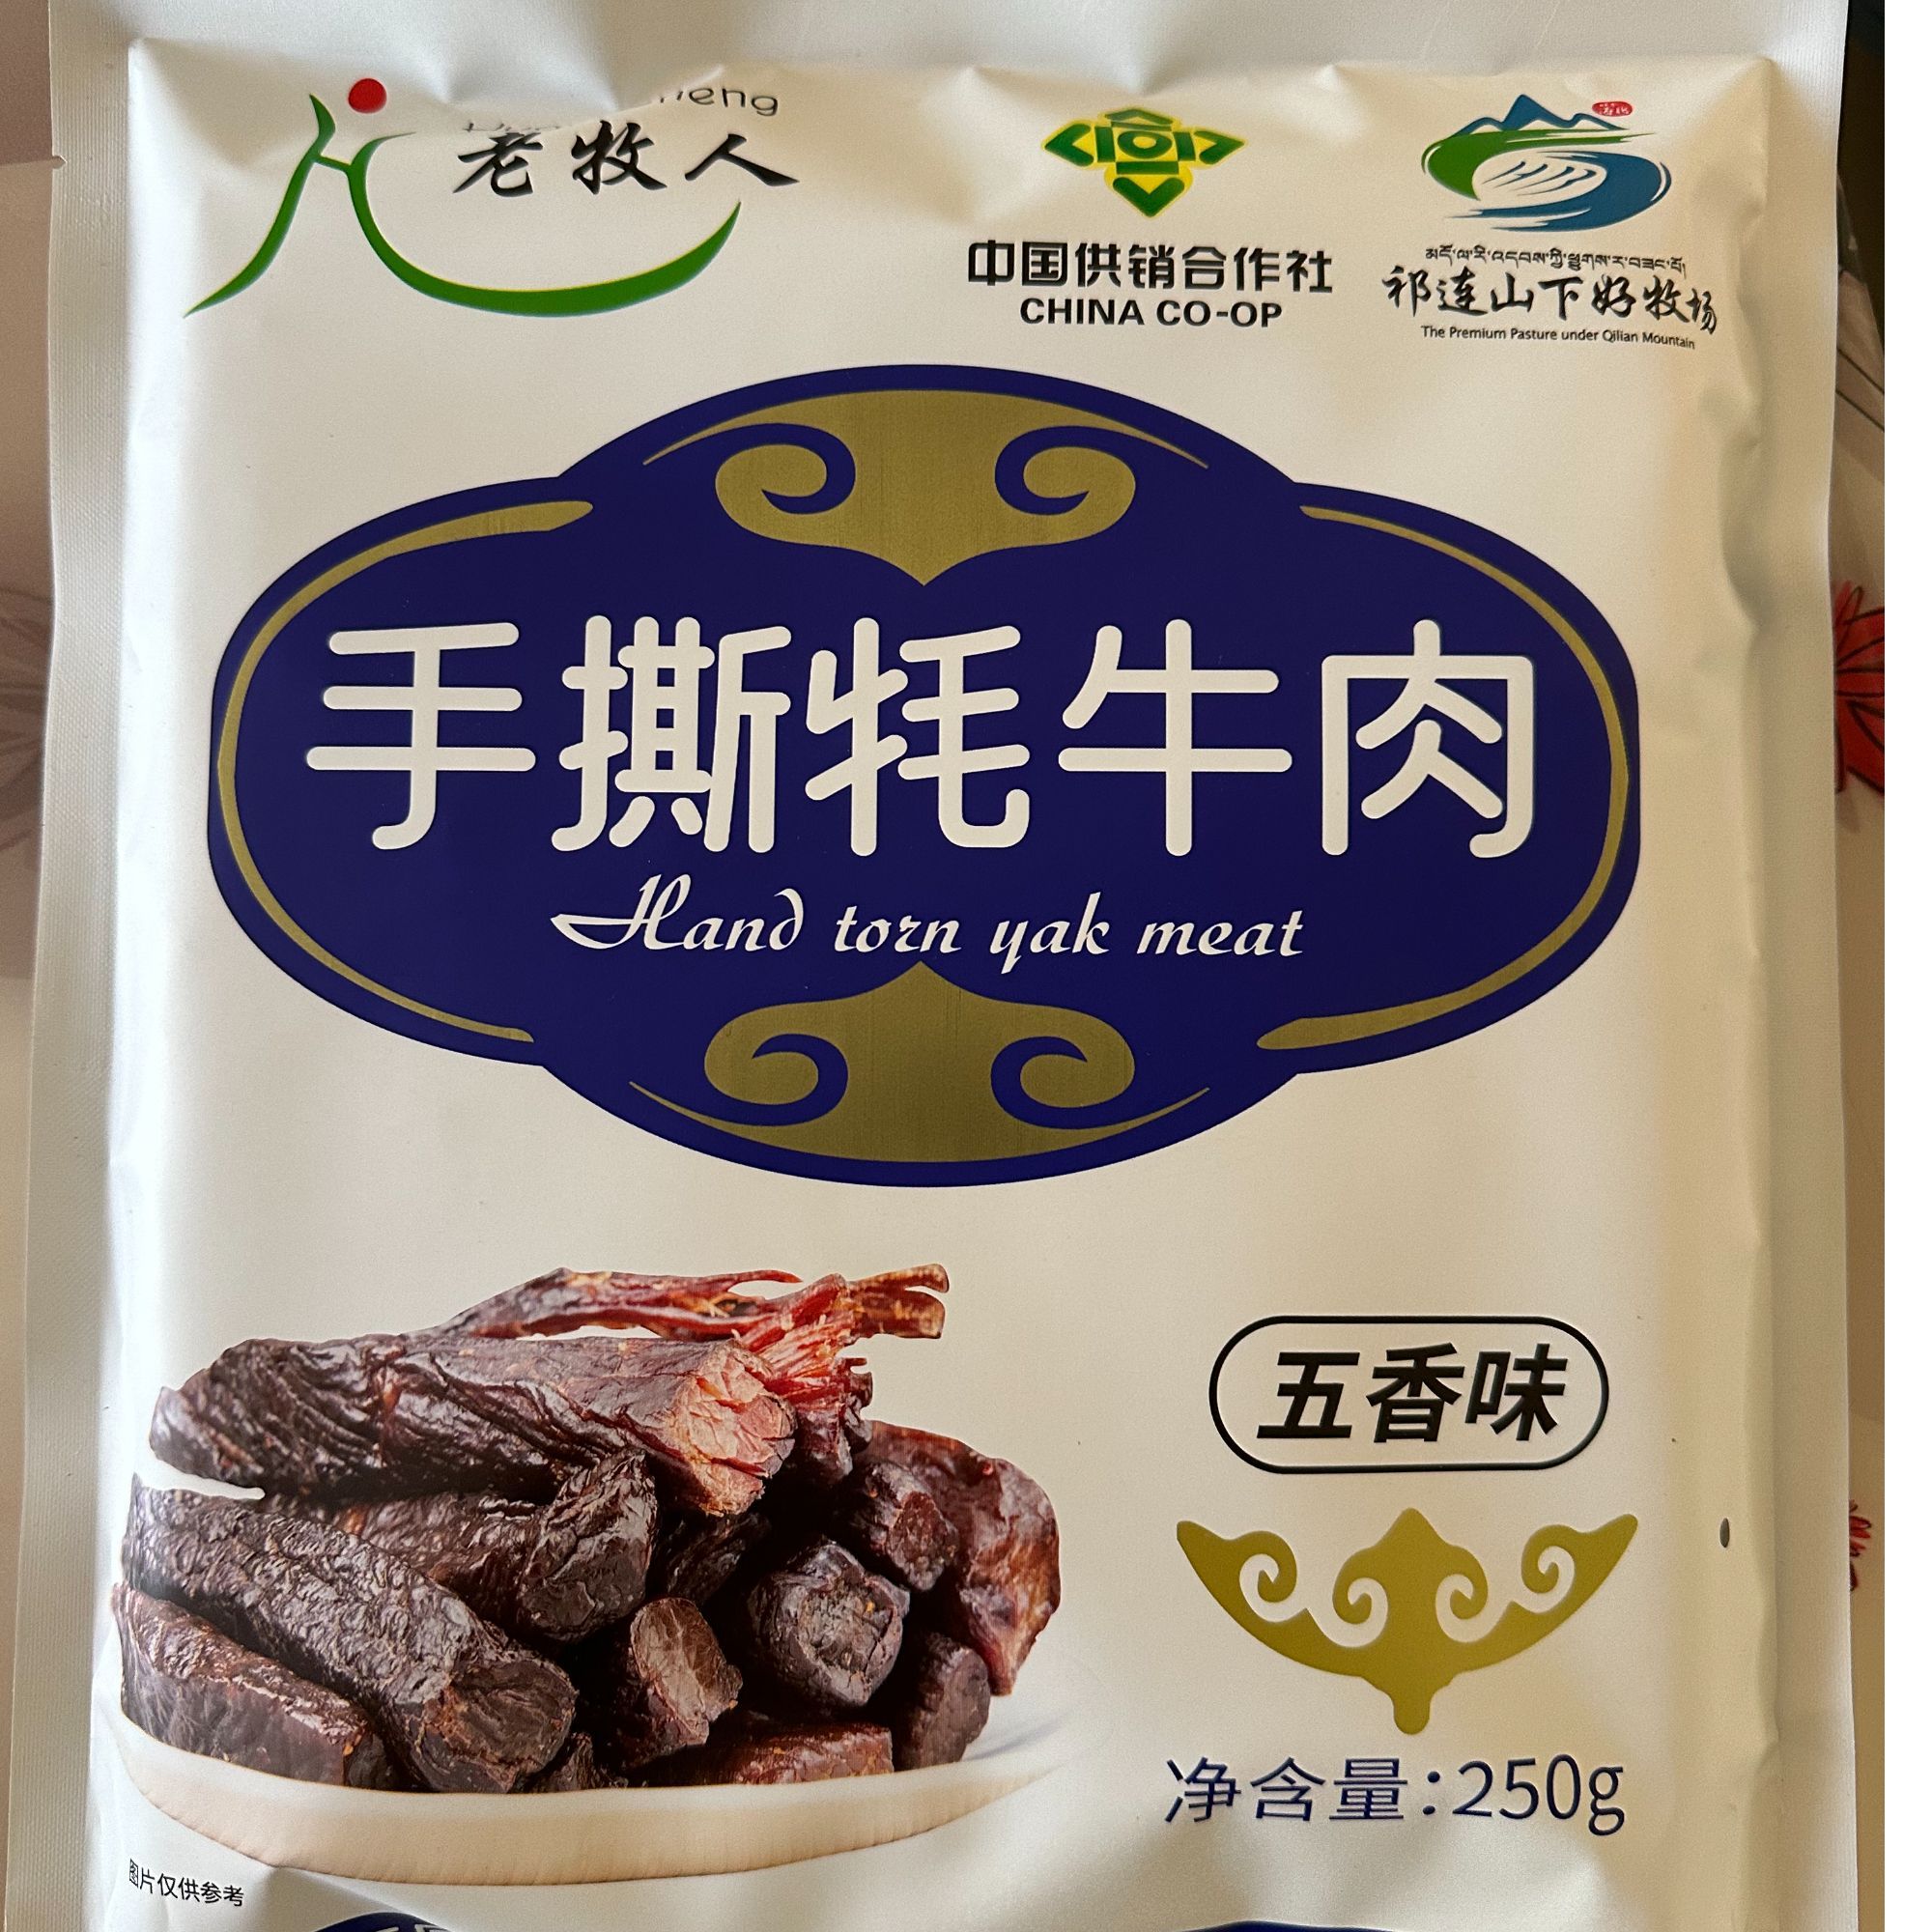 老牧人
中国供销合作社
CHINA CO-OP
祁连山下好牧场
The Premium Pasture under Qilian Mountain
手撕牦牛肉
Hand torn yak meat
五香味
净含量:250g
图片仅供参考